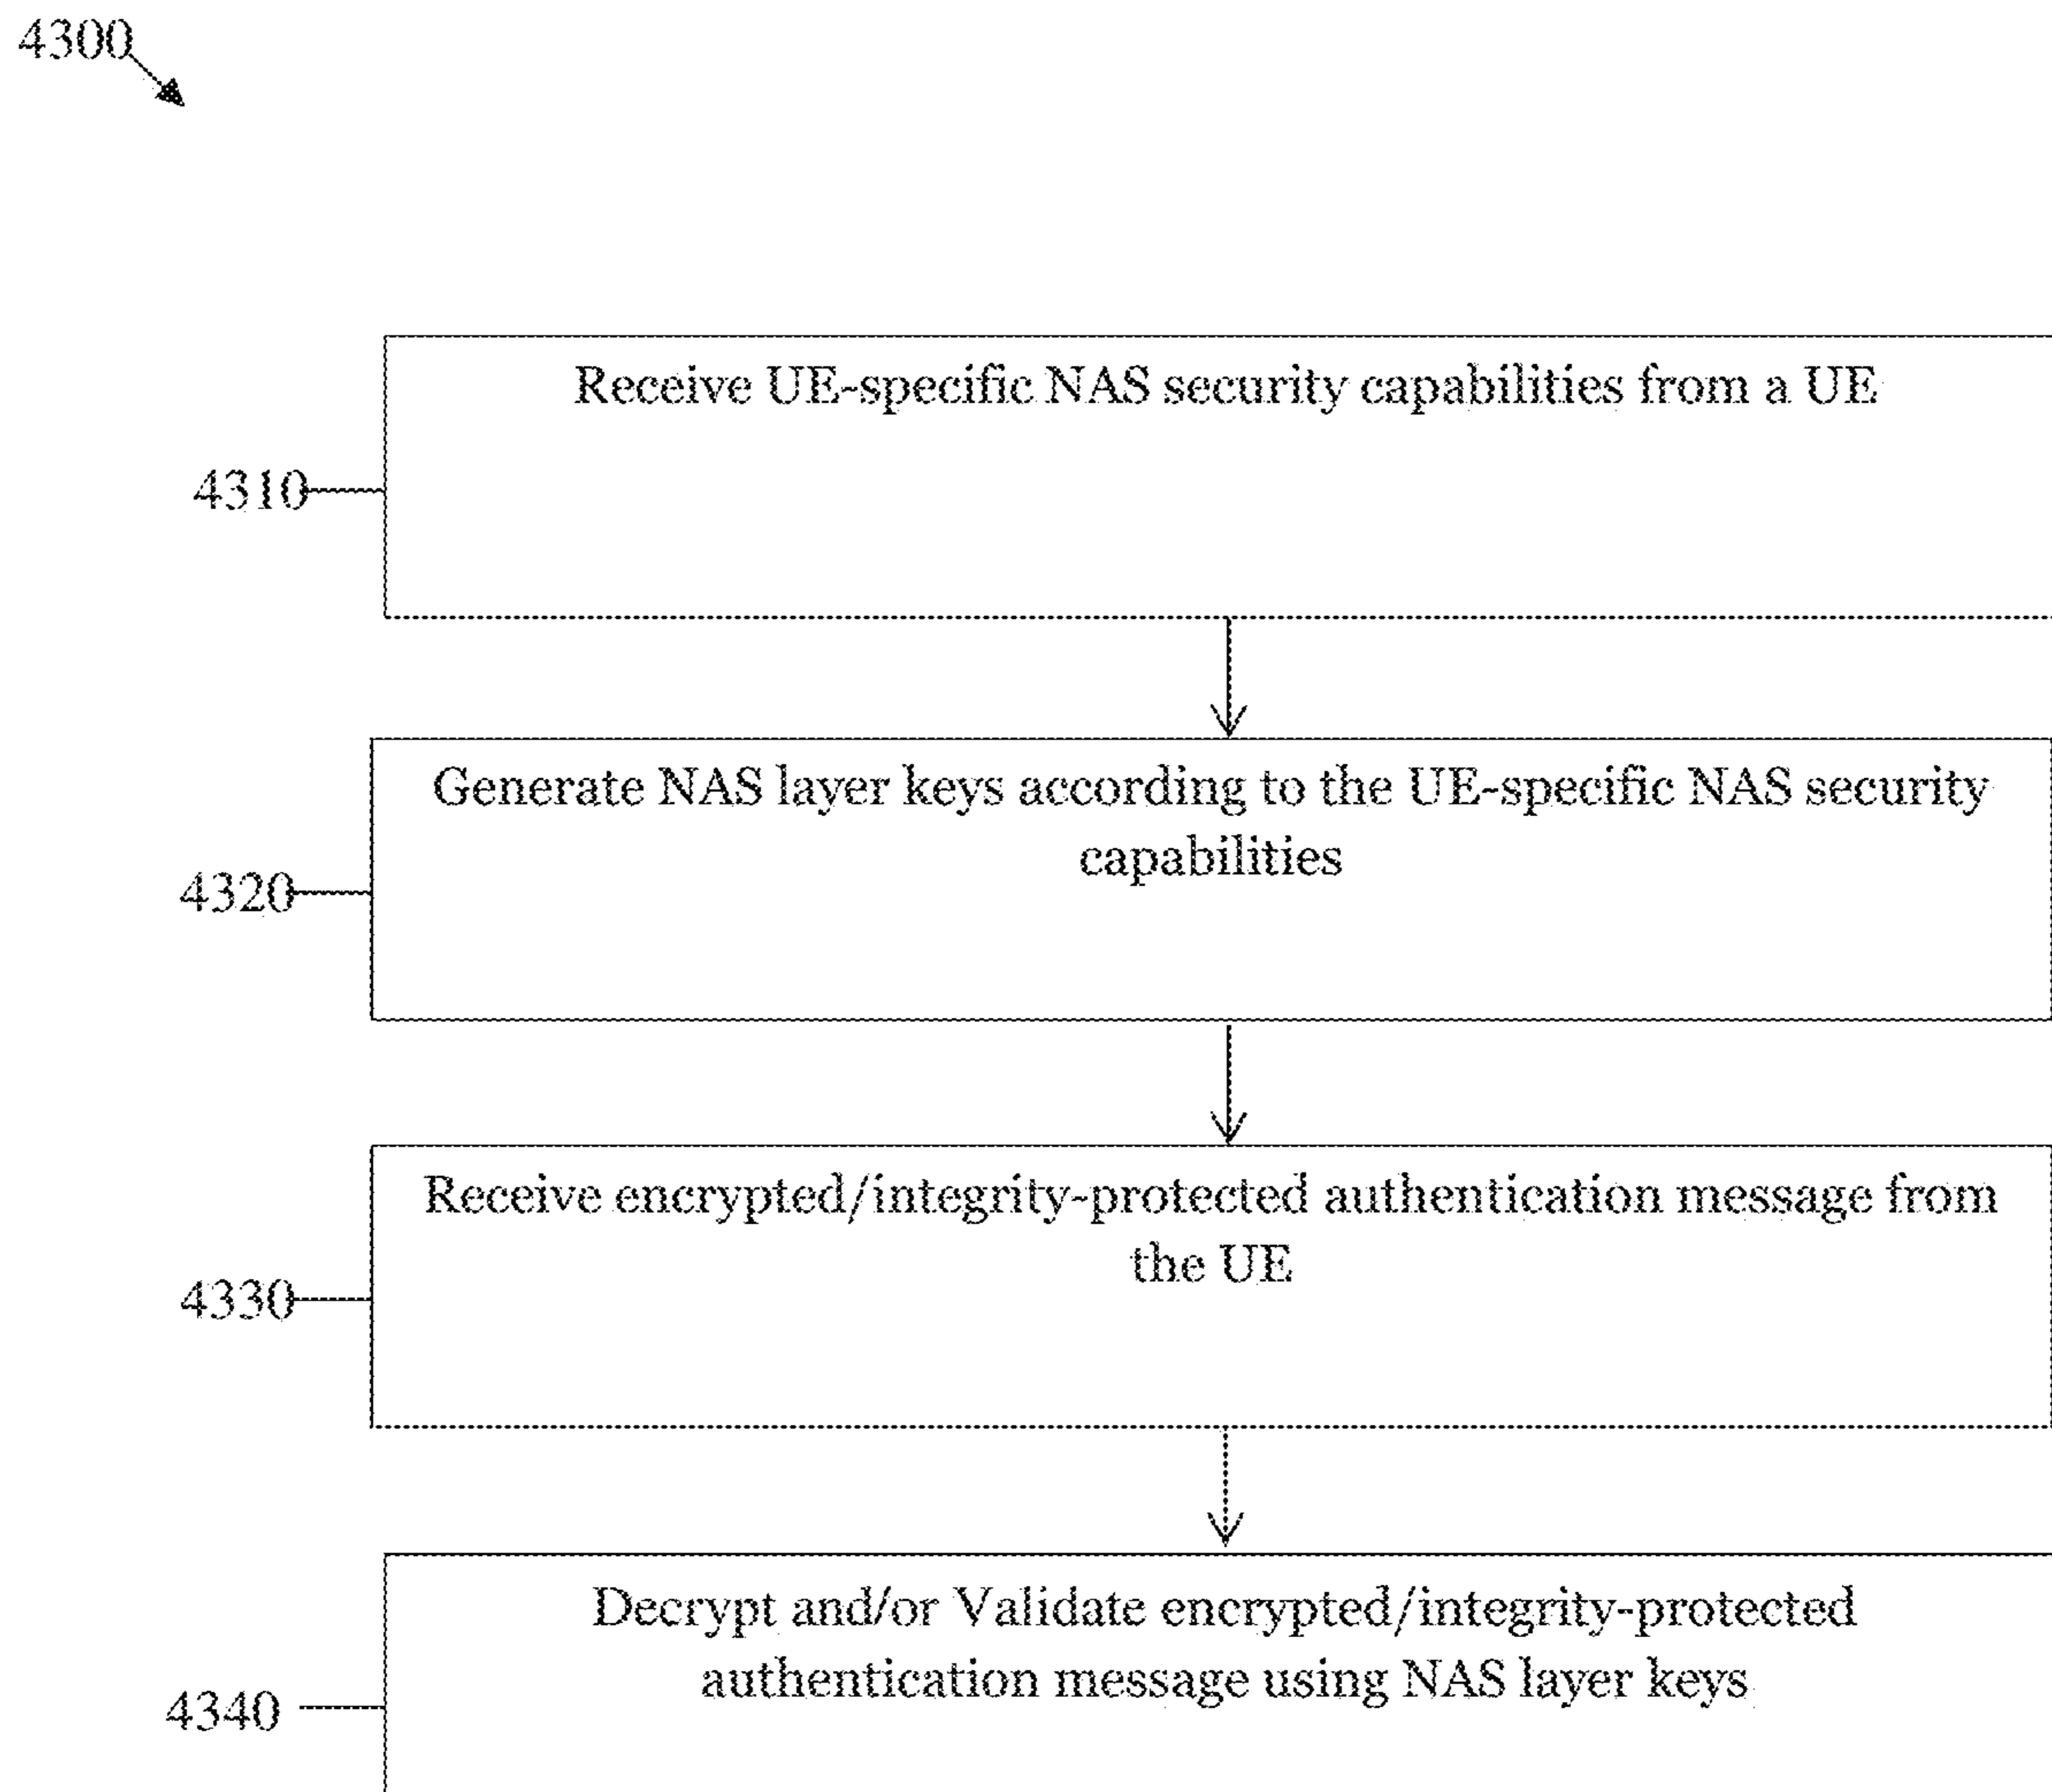 4300
Receive UE-specific NAS security capabilities from a UE
4310
Generate NAS layer keys according to the UE-specific NAS security
capabilities
4320
Receive encrypted/integrity-protected authentication message from
the UE
4330
Decrypt and/or Validate encrypted/integrity-protected
authentication message using NAS layer keys
4340